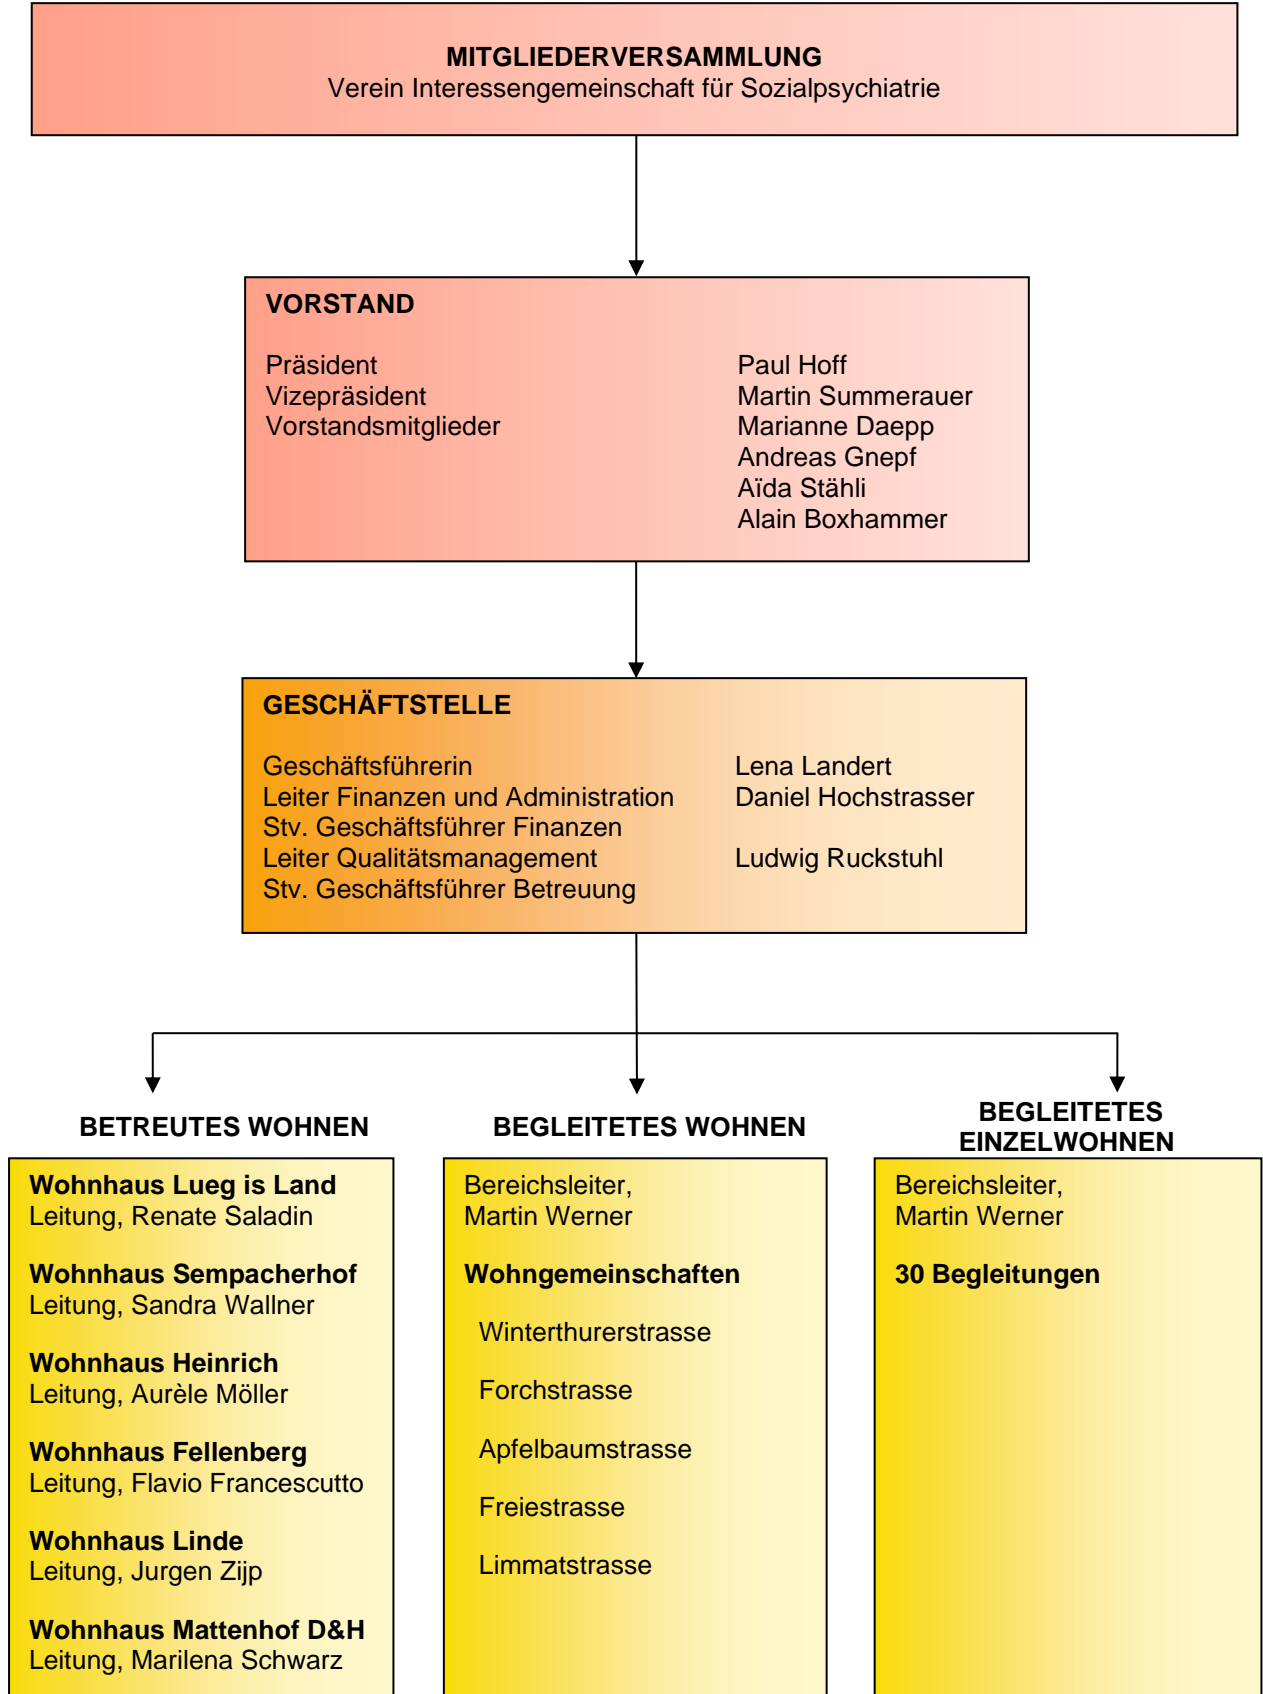 MITGLIEDERVERSAMMLUNG
Verein Interessengemeinschaft für Sozialpsychiatrie
VORSTAND
Präsident Paul Hoff
Vizepräsident Martin Summerauer
Vorstandsmitglieder Marianne Daepp
Andreas Gnepf
Aïda Stähli
Alain Boxhammer
GESCHÄFTSTELLE
Geschäftsführerin Lena Landert
Leiter Finanzen und Administration Daniel Hochstrasser
Stv. Geschäftsführer Finanzen
Leiter Qualitätsmanagement Ludwig Ruckstuhl
Stv. Geschäftsführer Betreuung
BETREUTES WOHNEN
Wohnhaus Lueg is Land
Leitung, Renate Saladin
Wohnhaus Sempacherhof
Leitung, Sandra Wallner
Wohnhaus Heinrich
Leitung, Aurèle Möller
Wohnhaus Fellenberg
Leitung, Flavio Francescutto
Wohnhaus Linde
Leitung, Jurgen Zijp
Wohnhaus Mattenhof D&H
Leitung, Marilena Schwarz
BEGLEITETES WOHNEN
Bereichsleiter,
Martin Werner
Wohngemeinschaften
Winterthurerstrasse
Forchstrasse
Apfelbaumstrasse
Freiestrasse
Limmatstrasse
BEGLEITETES
EINZELWOHNEN
Bereichsleiter,
Martin Werner
30 Begleitungen